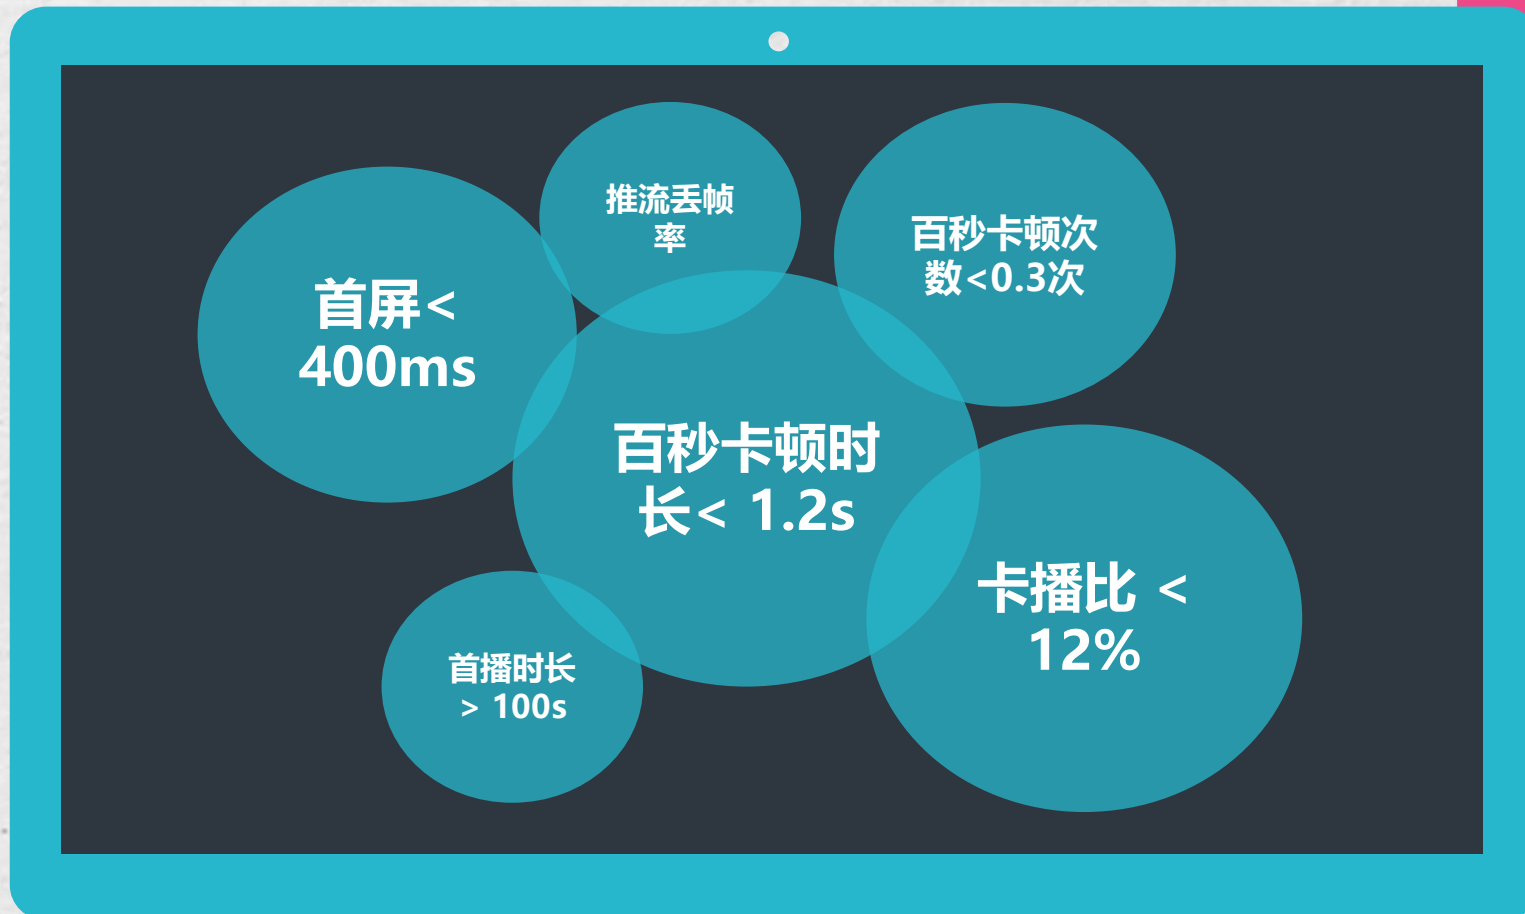 推流丢帧
率
百秒卡顿次
数<0.3次
首屏<
400ms
百秒卡顿时
长< 1.2s
卡播比 <
12%
首播时长
> 100s